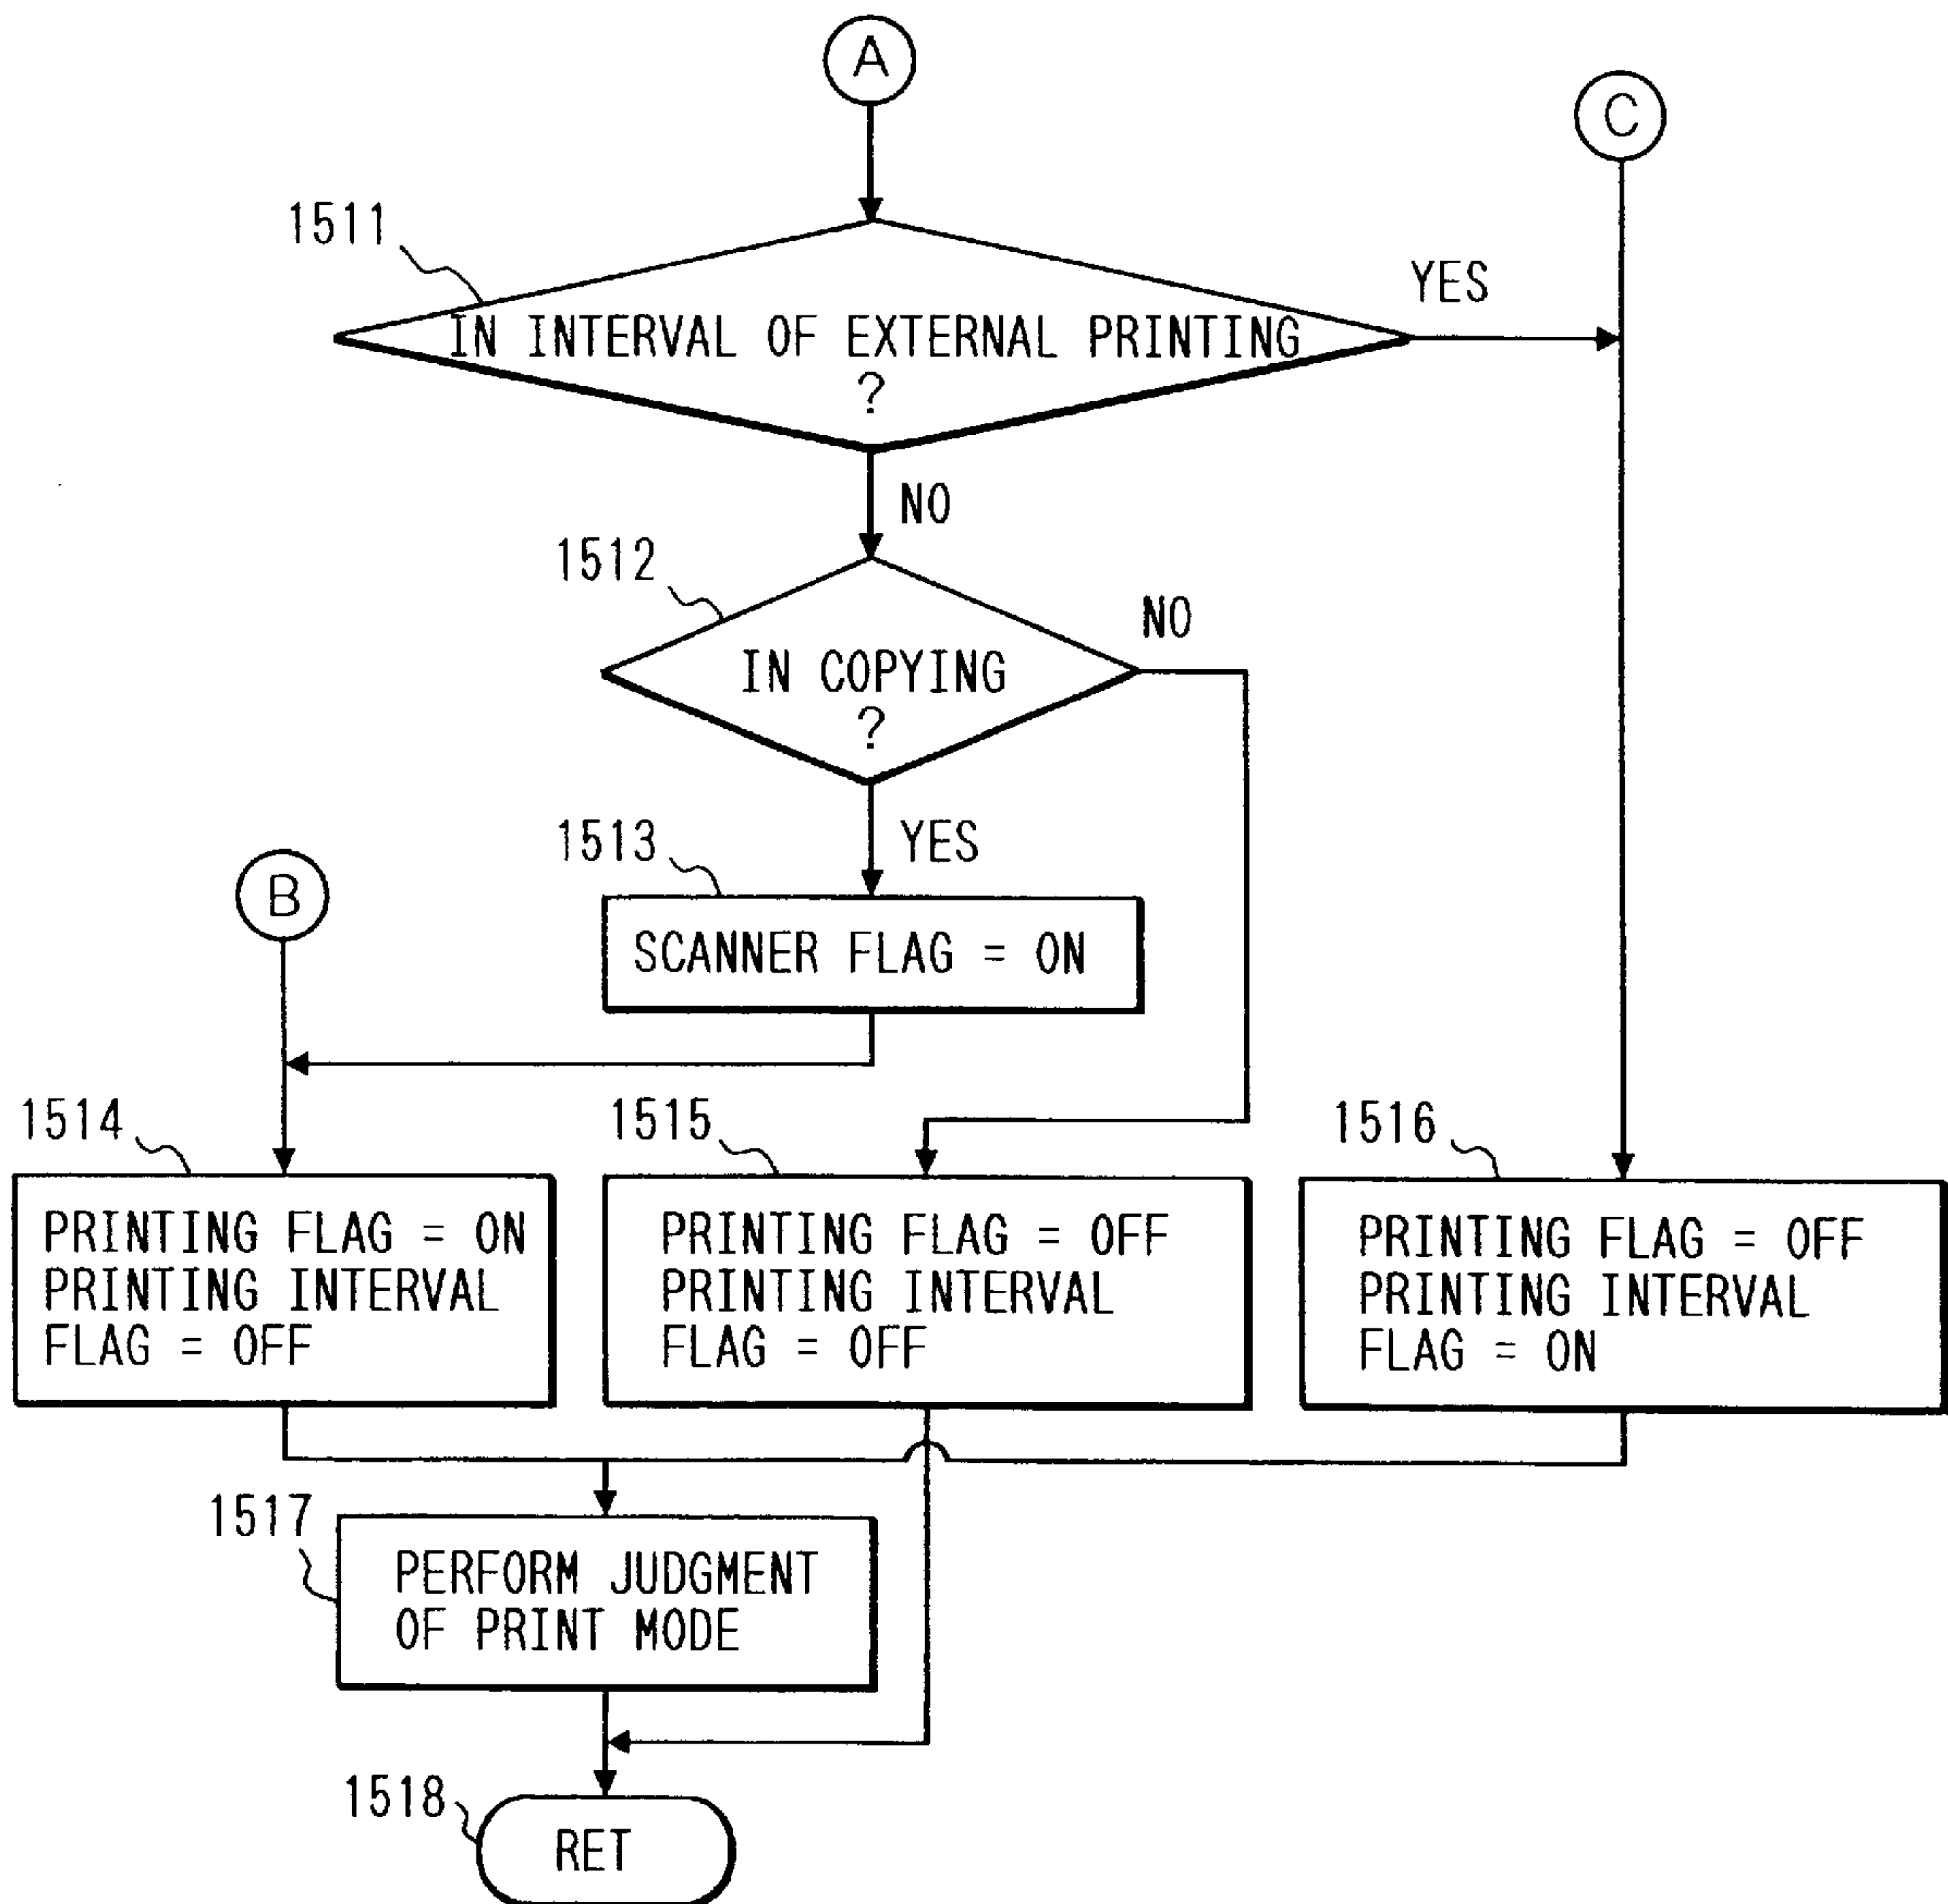 A
C
1511
YES
IN INTERVAL OF EXTERNAL PRINTING
?
NO
1512
NO
IN COPYING
?
1513
YES
B
SCANNER FLAG = ON
1514
PRINTING FLAG = ON
PRINTING INTERVAL
FLAG = OFF
1515
PRINTING FLAG = OFF
PRINTING INTERVAL
FLAG = OFF
1516
PRINTING FLAG = OFF
PRINTING INTERVAL
FLAG = ON
1517
PERFORM JUDGMENT
OF PRINT MODE
1518
RET